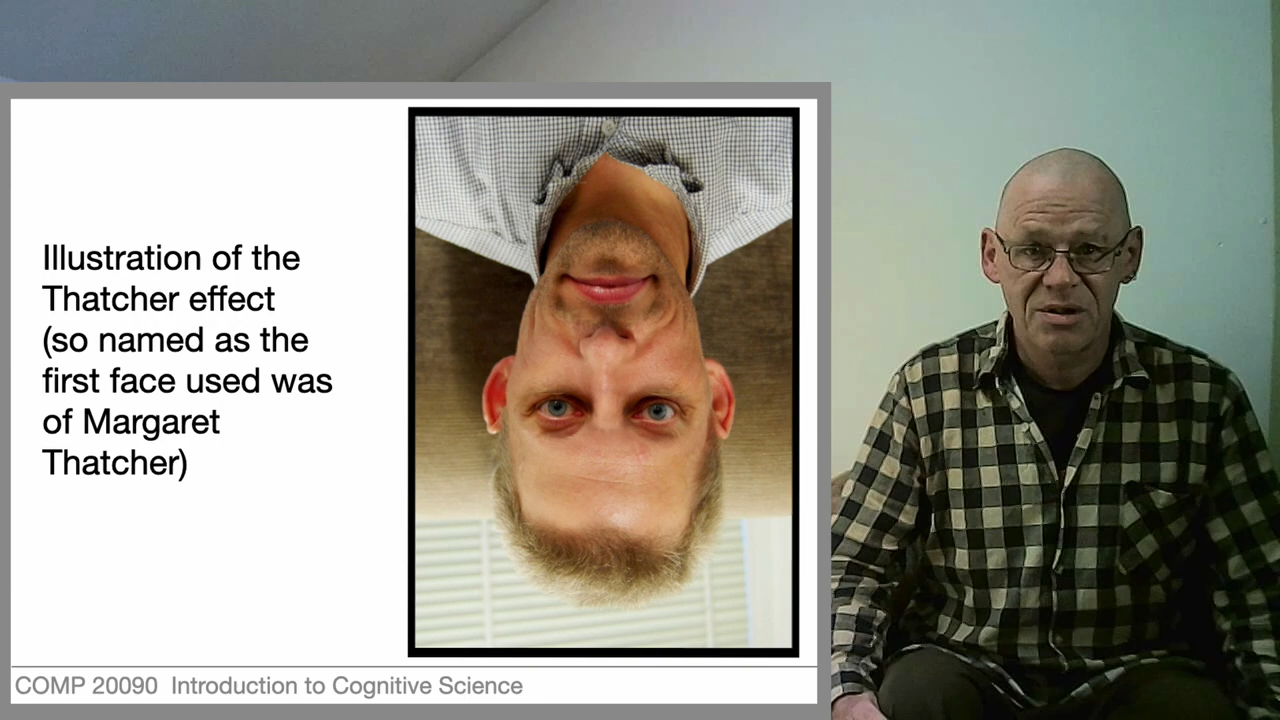 Illustration of the
Thatcher effect
(so named as the
first face used was
of Margaret
Thatcher)
COMP 20090 Introduction to Cognitive Science